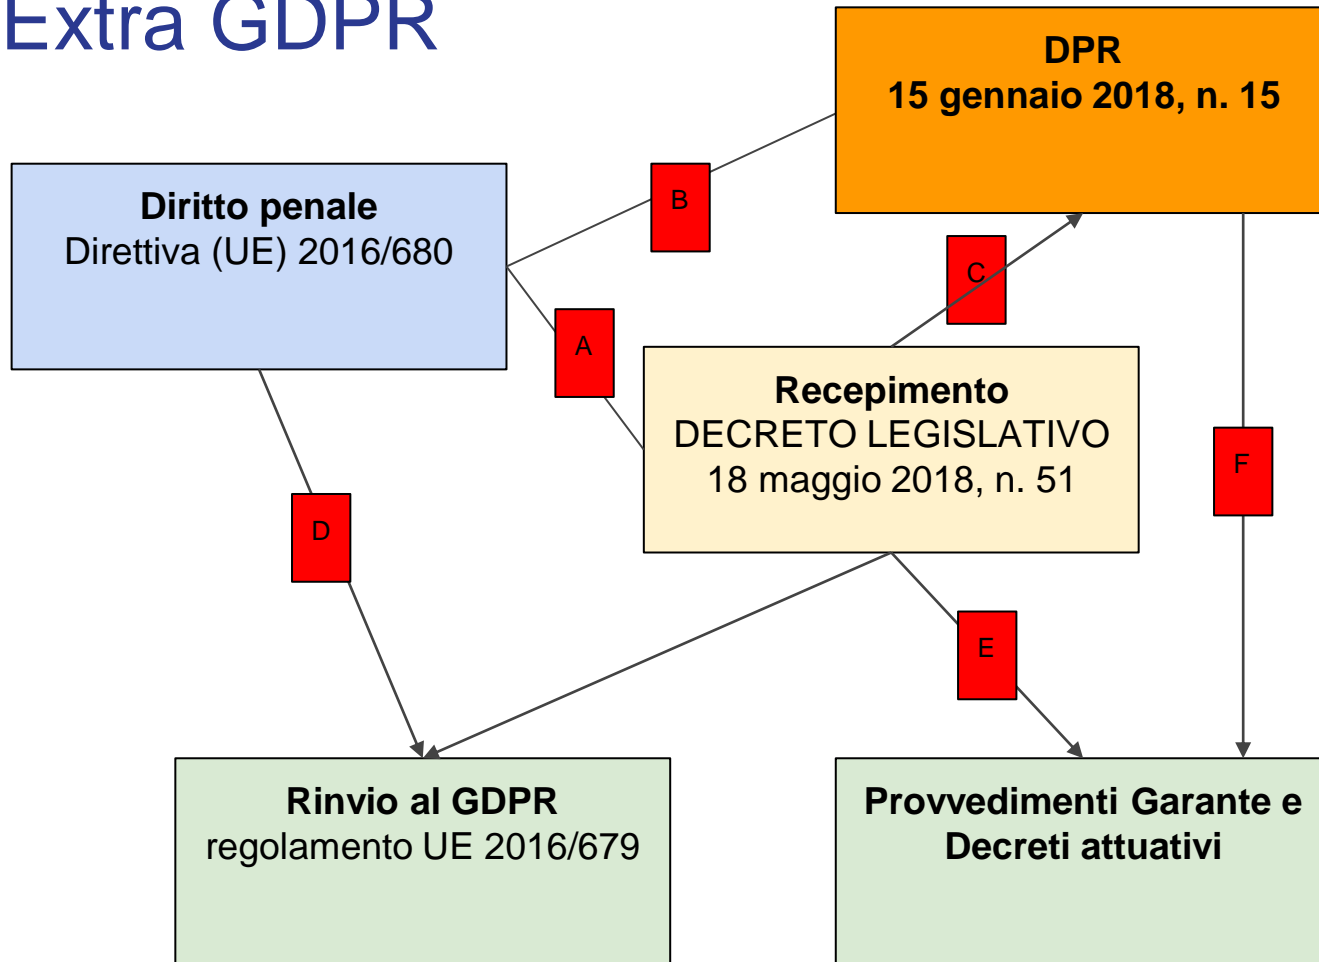 Extra GDPR
DPR
15 gennaio 2018, n. 15
Diritto penale
Direttiva (UE) 2016/680
B
C
A
Recepimento
DECRETO LEGISLATIVO
18 maggio 2018, n. 51
F
D
E
Rinvio al GDPR
regolamento UE 2016/679
Provvedimenti Garante e
Decreti attuativi